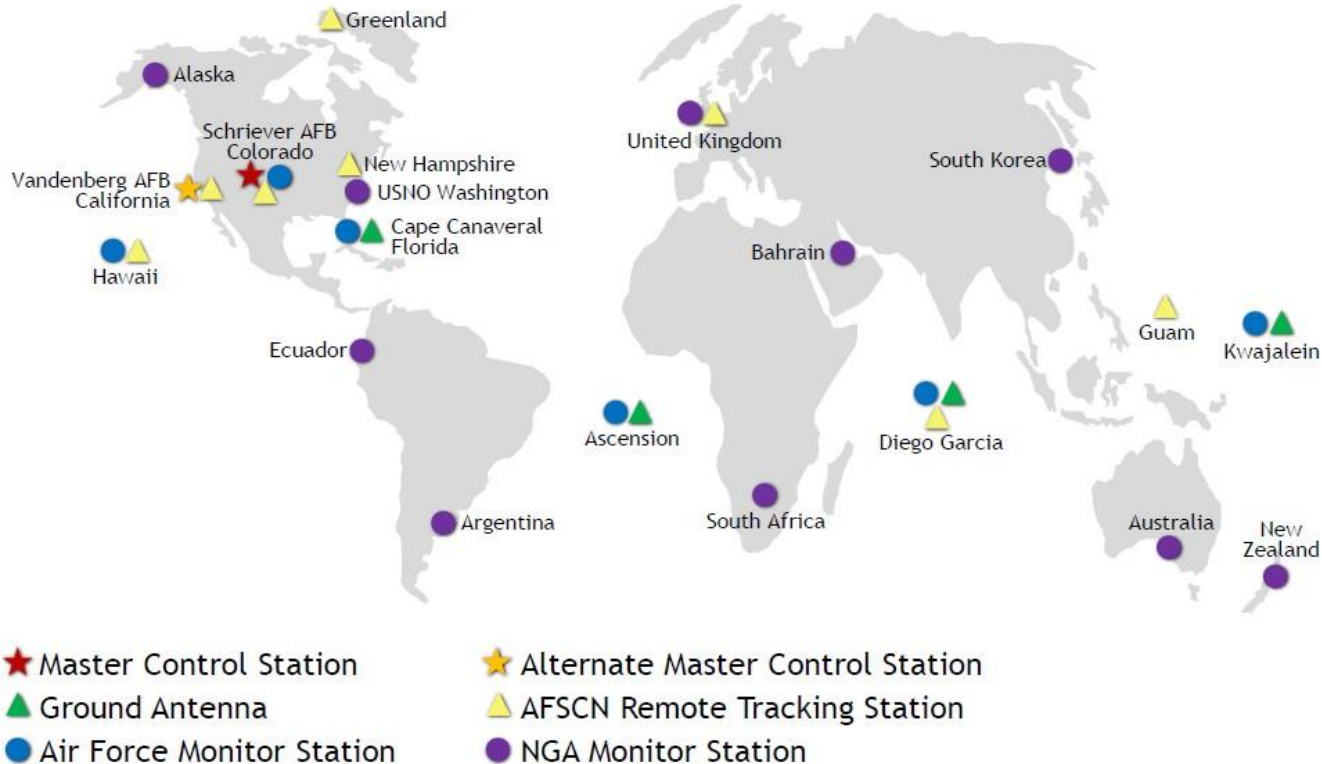 Greenland
Alaska
Schriever AFB
Colorado
United Kingdom
New Hampshire
South Korea
Vandenberg AFB
California
USNO Washington
Cape Canaveral
Florida
Bahrain
Hawaii
Guam
Ecuador
Kwajalein
Ascension
Diego Garcia
South Africa
Argentina
Australia
New
Zealand
Master Control Station
Alternate Master Control Station
Ground Antenna
AFSCN Remote Tracking Station
Air Force Monitor Station
NGA Monitor Station